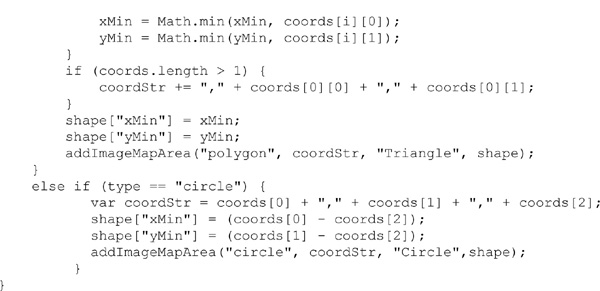 xMin = Math.min(xMin, coords[i][0]);
yMin = Math.min(yMin, coords[i][1]);
}
if (coords.length > 1) {
coordStr += "," + coords[0][0] + "," + coords[0][1];
}
shape["xMin"] = xMin;
shape["yMin"] = yMin;
addImageMapArea("polygon", coordStr, "Triangle", shape);
}
else if (type == "circle") {
var coordStr = coords[0] + "," + coords[1] + "," + coords[2];
shape["xMin"] = (coords[0] - coords[2]);
shape["yMin"] = (coords[1] - coords[2]);
addImageMapArea("circle", coordStr, "Circle",shape);
}
}